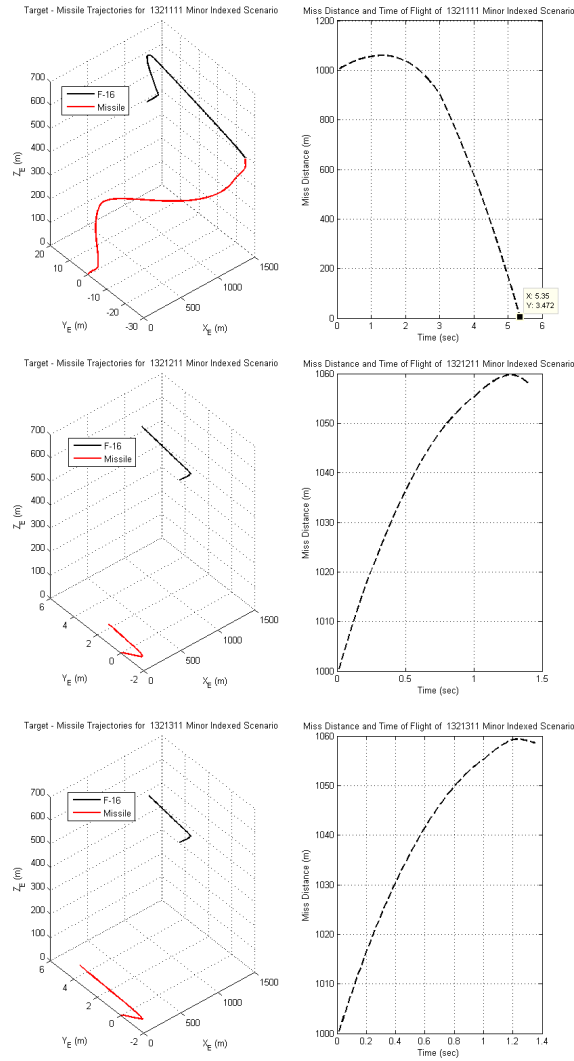 Target - Missile Trajectories for 1321111 Minor Indexed Scenario
700
600
500
400
300
200
100
0
Z_E (m)
F-16
Missile
20
10
0
-10
-20
-30
Y_E (m)
0
500
1000
1500
X_E (m)
Miss Distance and Time of Flight of 1321111 Minor Indexed Scenario
1200
1000
800
600
400
200
0
Miss Distance (m)
X: 5.35
Y: 3.472
0 1 2 3 4 5 6
Time (sec)
Target - Missile Trajectories for 1321211 Minor Indexed Scenario
700
600
500
400
300
200
100
0
Z_E (m)
F-16
Missile
6
4
2
0
-2
Y_E (m)
0
500
1000
1500
X_E (m)
Miss Distance and Time of Flight of 1321211 Minor Indexed Scenario
1060
1050
1040
1030
1020
1010
1000
Miss Distance (m)
0 0.5 1 1.5
Time (sec)
Target - Missile Trajectories for 1321311 Minor Indexed Scenario
700
600
500
400
300
200
100
0
Z_E (m)
F-16
Missile
6
4
2
0
-2
Y_E (m)
0
500
1000
1500
X_E (m)
Miss Distance and Time of Flight of 1321311 Minor Indexed Scenario
1060
1050
1040
1030
1020
1010
1000
Miss Distance (m)
0 0.2 0.4 0.6 0.8 1 1.2 1.4
Time (sec)